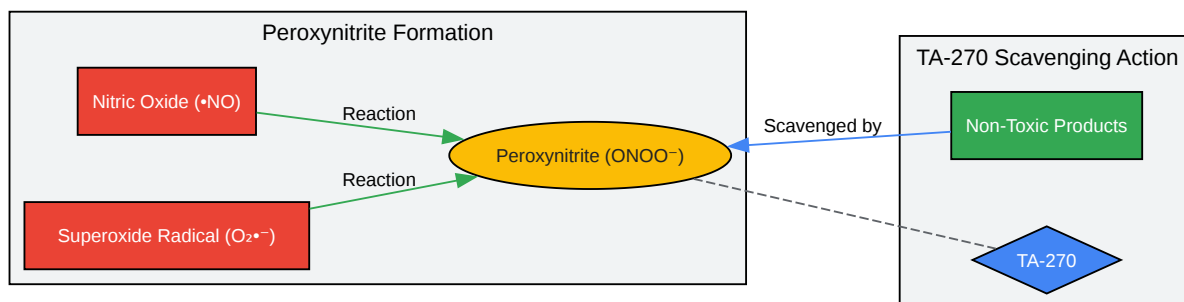 Peroxynitrite Formation
TA-270 Scavenging Action
Nitric Oxide (•NO)
Reaction
Scavenged by
Non-Toxic Products
Peroxynitrite (ONOO⁻)
Reaction
Superoxide Radical (O₂•⁻)
TA-270